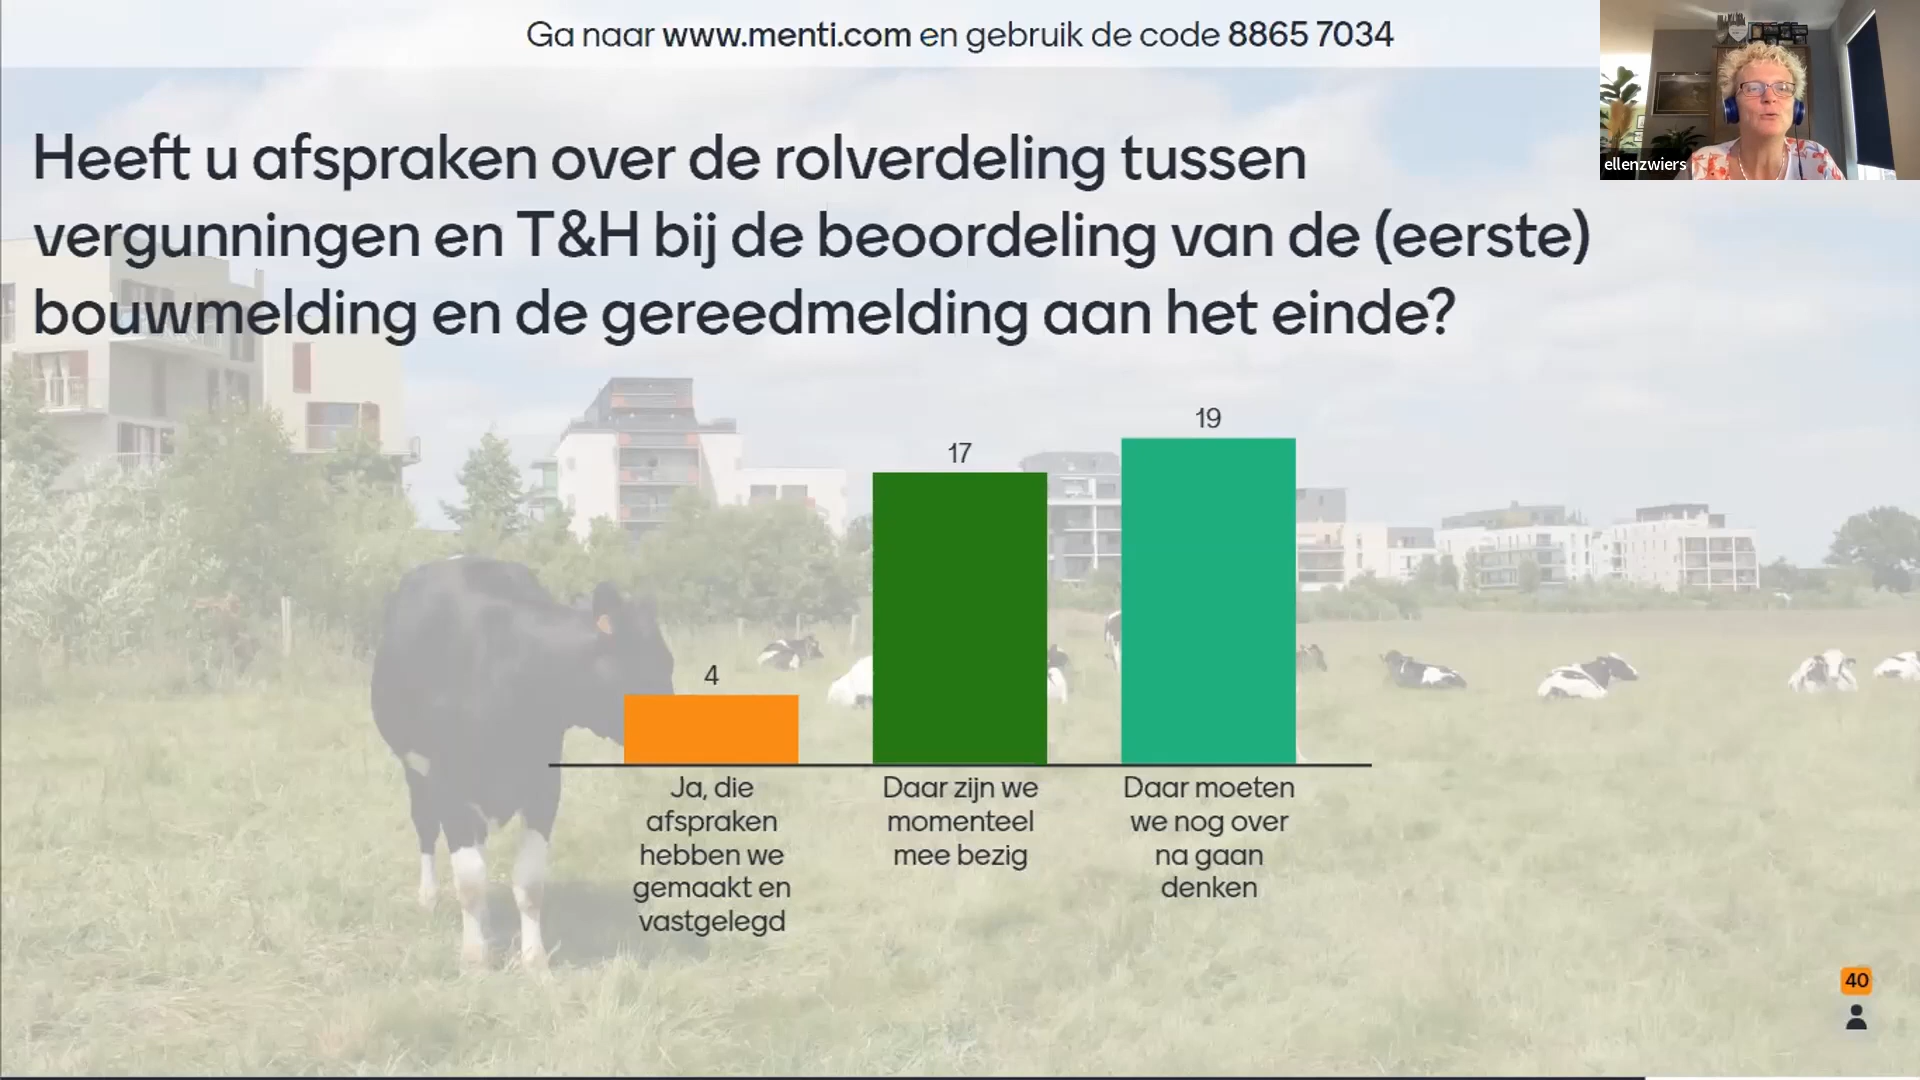 Ga naar www.menti.com en gebruik de code 8865 7034
ellenzwiers
Heeft u afspraken over de rolverdeling tussen
vergunningen en T&H bij de beoordeling van de (eerste)
bouwmelding en de gereedmelding aan het einde?
4
17
19
Ja, die
afspraken
hebben we
gemaakt en
vastgelegd
Daar zijn we
momenteel
mee bezig
Daar moeten
we nog over
na gaan
denken
40